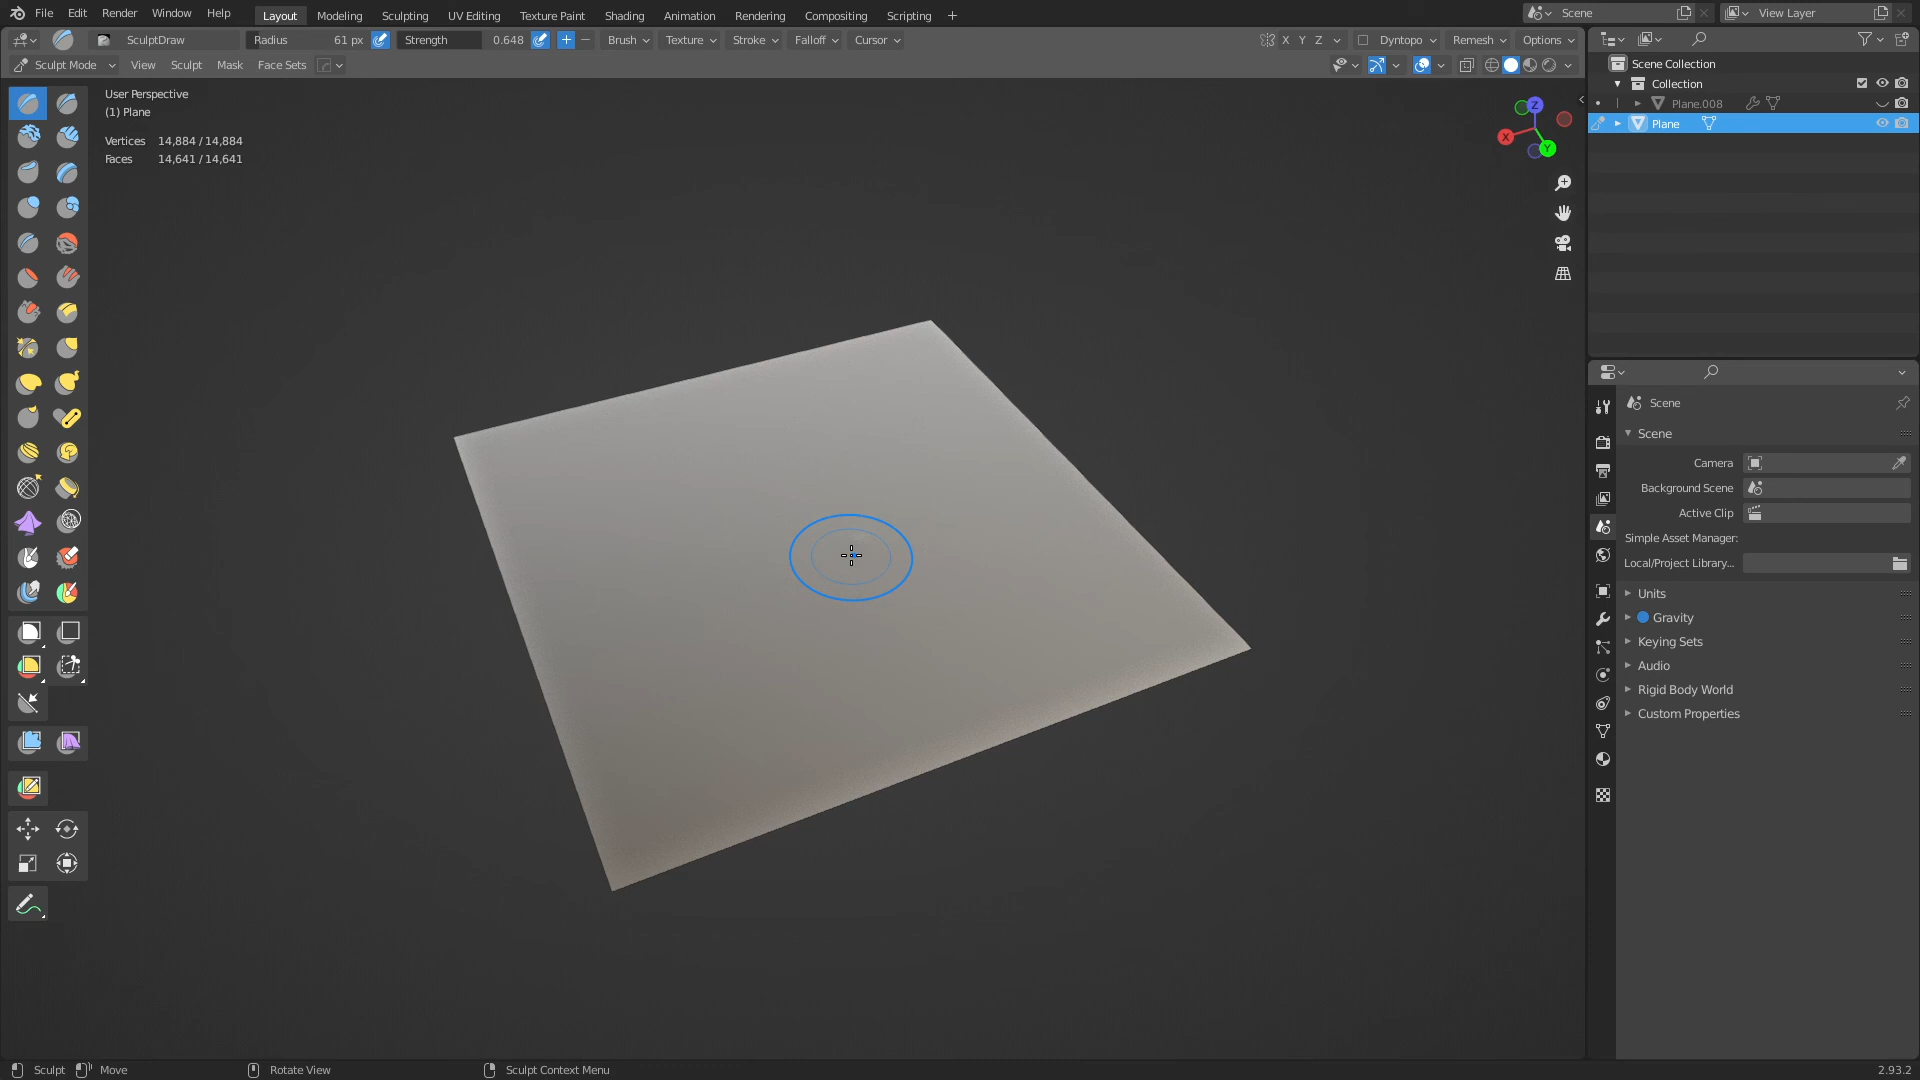 File Edit Render Window Help Layout Modeling Sculpting UV Editing Texture Paint Shading Animation Rendering Compositing Scripting + Scene View Layer
SculptDraw Radius 61 px Strength 0.648 + − Brush Texture Stroke Falloff Cursor X Y Z Dyntopo Remesh Options
Sculpt Mode View Sculpt Mask Face Sets
User Perspective
(1) Plane
Vertices 14,884 / 14,884
Faces 14,641 / 14,641
Z
X
Y
Scene Collection
Collection
Plane.008
Plane
Scene
Scene
Camera
Background Scene
Active Clip
Simple Asset Manager:
Local/Project Library...
Units
Gravity
Keying Sets
Audio
Rigid Body World
Custom Properties
Sculpt Move Rotate View Sculpt Context Menu 2.93.2